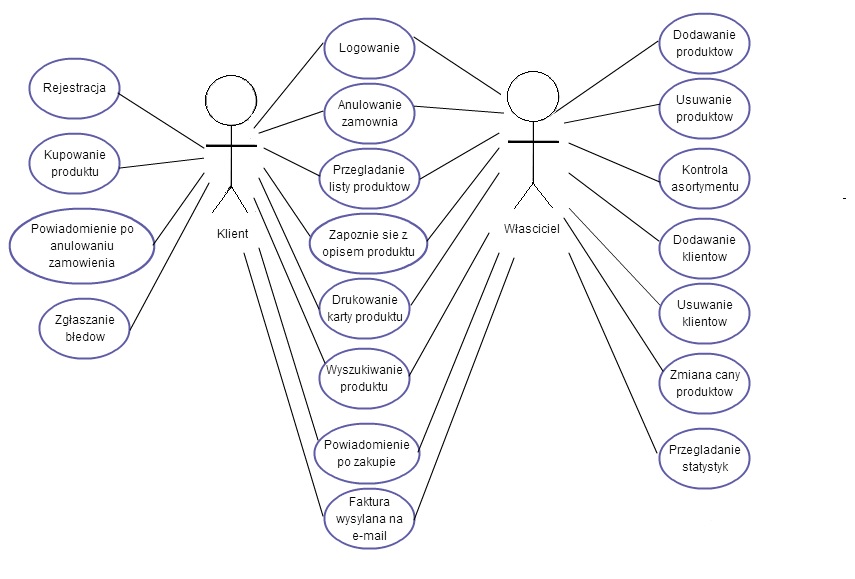 Rejestracja
Kupowanie
produktu
Powiadomienie po
anulowaniu
zamowienia
Zgłaszanie
błedow
Klient
Logowanie
Anulowanie
zamownia
Przegladanie
listy produktow
Zapoznie sie z
opisem produktu
Drukowanie
karty produktu
Wyszukiwanie
produktu
Powiadomienie
po zakupie
Faktura
wysylana na
e-mail
Własciciel
Dodawanie
produktow
Usuwanie
produktow
Kontrola
asortymentu
Dodawanie
klientow
Usuwanie
klientow
Zmiana cany
produktow
Przegladanie
statystyk